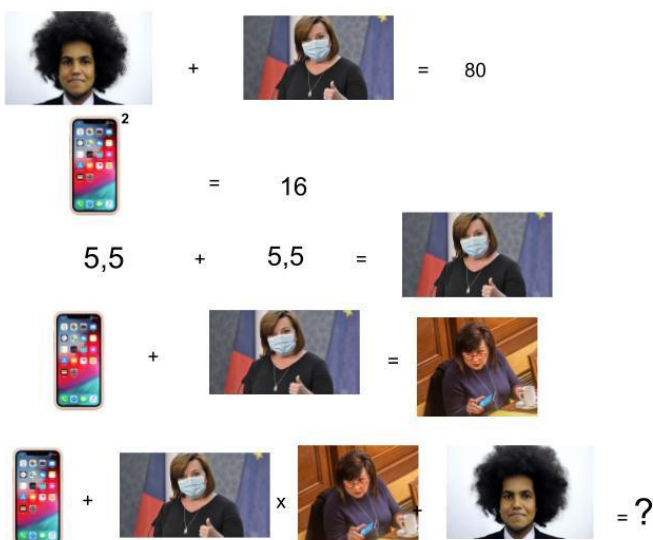 + = 80
2
= 16
5,5 + 5,5 =
+ =
+ x + = ?